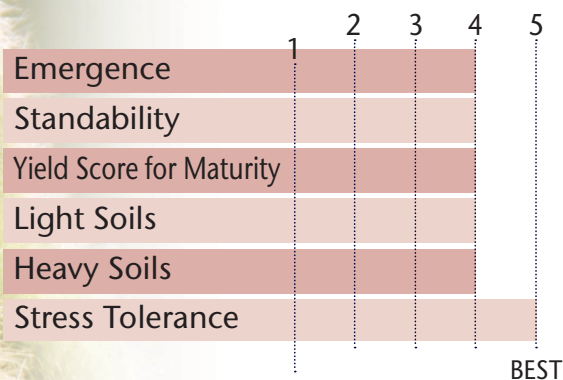 1 2 3 4 5
Emergence
Standability
Yield Score for Maturity
Light Soils
Heavy Soils
Stress Tolerance
BEST